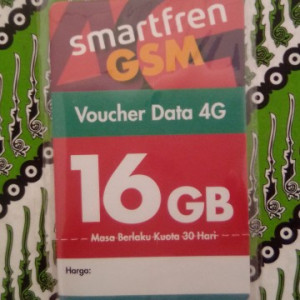 smartfren
GSM
Voucher Data 4G
16 GB
Masa Berlaku Kuota 30 Hari
Harga: